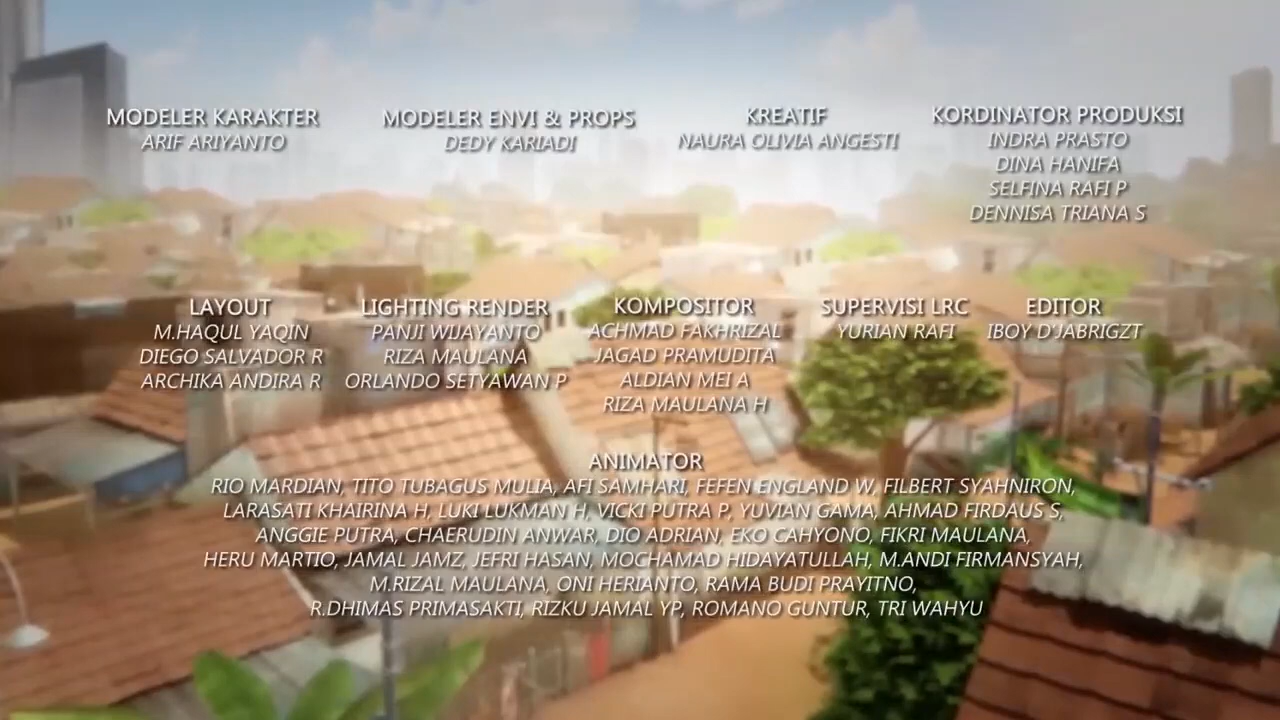 MODELER KARAKTER
ARIF ARIYANTO
MODELER ENVI & PROPS
DEDY KARIADI
KREATIF
NAURA OLIVIA ANGESTI
KORDINATOR PRODUKSI
INDRA PRASTO
DINA HANIFA
SELFINA RAFI P
DENNISA TRIANA S
LAYOUT
M.HAQUL YAQIN
DIEGO SALVADOR R
ARCHIKA ANDIRA R
LIGHTING RENDER
PANJI WIJAYANTO
RIZA MAULANA
ORLANDO SETYAWAN P
KOMPOSITOR
ACHMAD FAKHRIZAL
JAGAD PRAMUDITA
ALDIAN MEI A
RIZA MAULANA H
SUPERVISI LRC
YURIAN RAFI
EDITOR
IBOY D'JABRIGZT
ANIMATOR
RIO MARDIAN, TITO TUBAGUS MULIA, AFI SAMHARI, FEFEN ENGLAND W, FILBERT SYAHNIRON,
LARASATI KHAIRINA H, LUKI LUKMAN H, VICKI PUTRA P, YUVIAN GAMA, AHMAD FIRDAUS S,
ANGGIE PUTRA, CHAERUDIN ANWAR, DIO ADRIAN, EKO CAHYONO, FIKRI MAULANA,
HERU MARTIO, JAMAL JAMZ, JEFRI HASAN, MOCHAMAD HIDAYATULLAH, M.ANDI FIRMANSYAH,
M.RIZAL MAULANA, ONI HERIANTO, RAMA BUDI PRAYITNO,
R.DHIMAS PRIMASAKTI, RIZKU JAMAL YP, ROMANO GUNTUR, TRI WAHYU